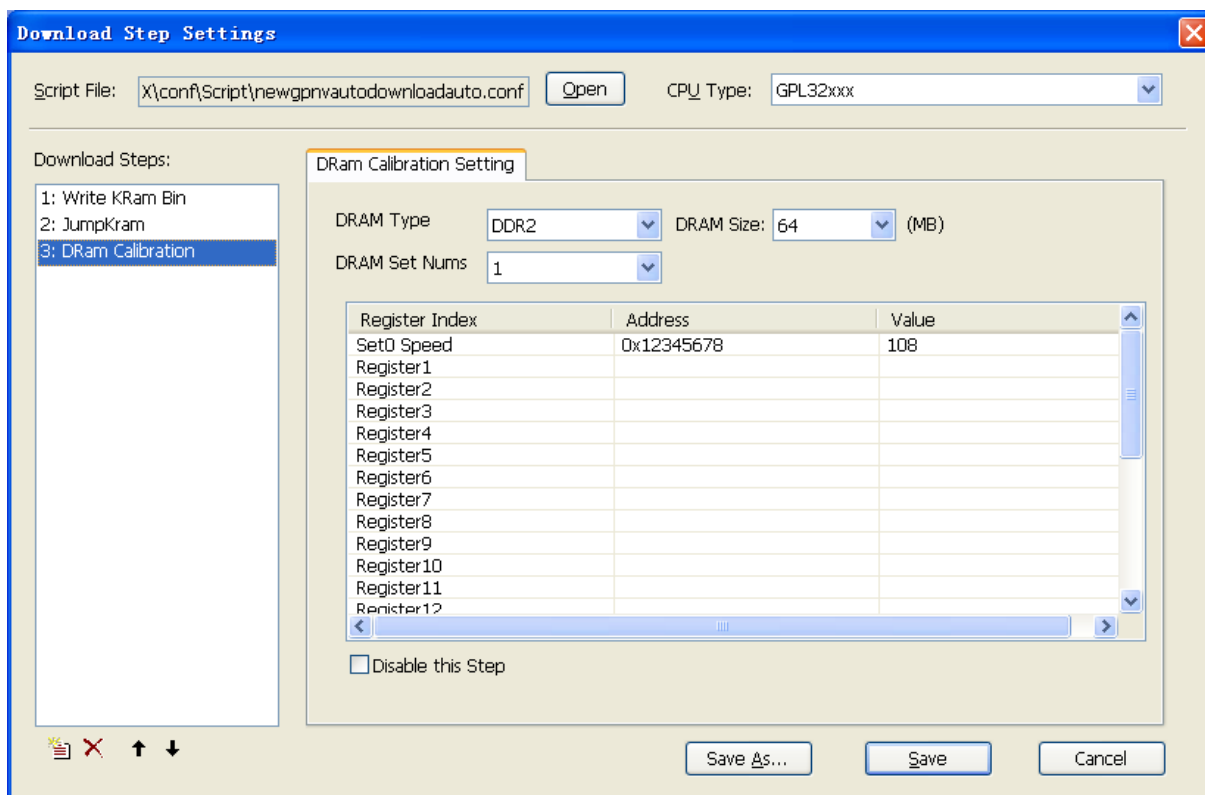 Download Step Settings
Script File: X\conf\Script\newgpnvautodownloadauto.conf Open CPU Type: GPL32xxx
Download Steps:
1: Write KRam Bin
2: JumpKram
3: DRam Calibration
DRam Calibration Setting
DRAM Type DDR2 DRAM Size: 64 (MB)
DRAM Set Nums 1
Register Index Address Value
Set0 Speed 0x12345678 108
Register1
Register2
Register3
Register4
Register5
Register6
Register7
Register8
Register9
Register10
Register11
Register12
Disable this Step
Save As... Save Cancel